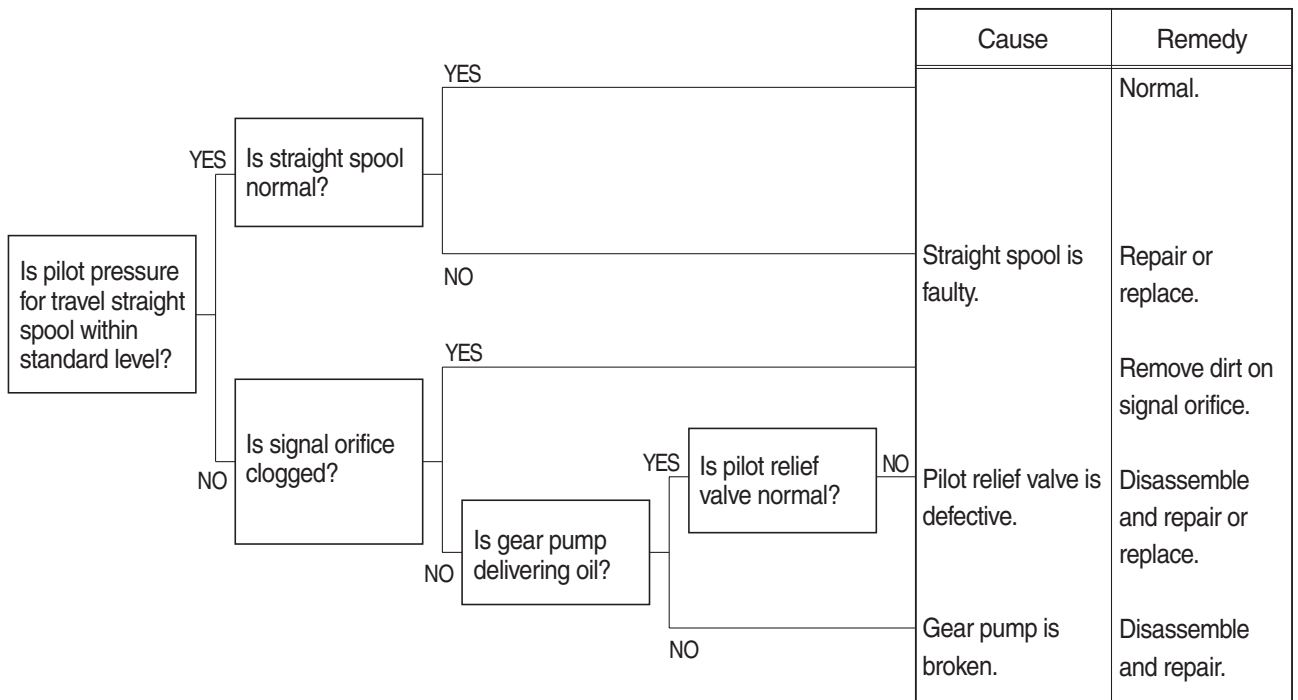 Cause
Remedy
YES
Normal.
YES
Is straight spool
normal?
NO
Straight spool is
faulty.
Repair or
replace.
Is pilot pressure
for travel straight
spool within
standard level?
YES
Remove dirt on
signal orifice.
NO
Is signal orifice
clogged?
YES
Is pilot relief
valve normal?
NO
Pilot relief valve is
defective.
Disassemble
and repair or
replace.
NO
Is gear pump
delivering oil?
NO
Gear pump is
broken.
Disassemble
and repair.